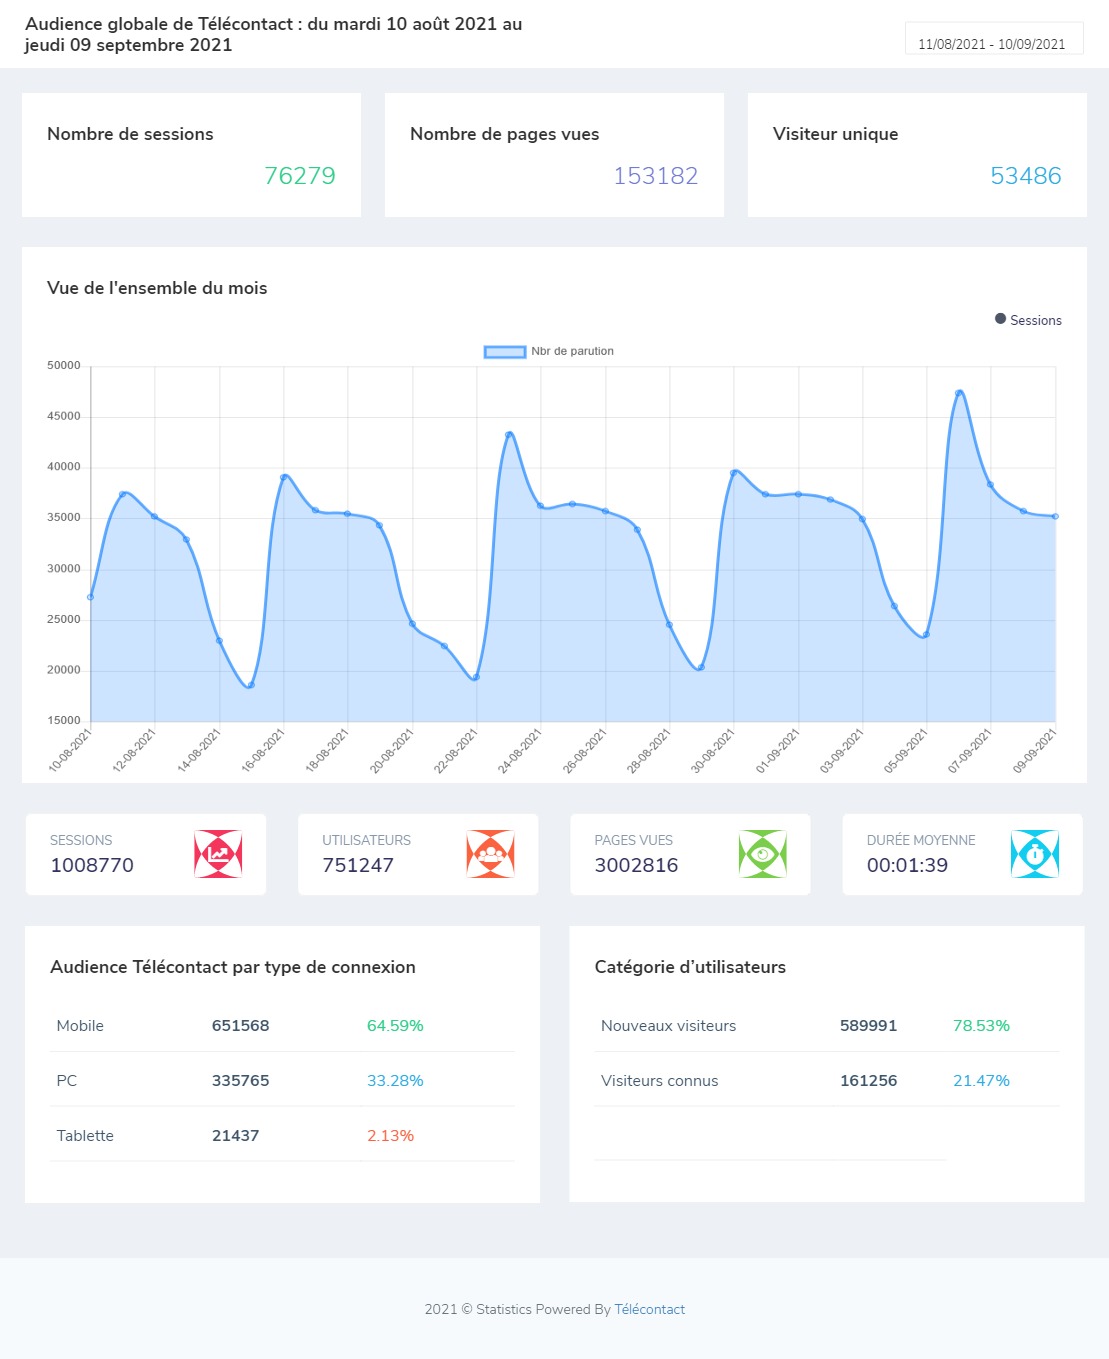 Audience globale de Télécontact : du mardi 10 août 2021 au
jeudi 09 septembre 2021
11/08/2021 - 10/09/2021
Nombre de sessions
76279
Nombre de pages vues
153182
Visiteur unique
53486
Vue de l'ensemble du mois
Sessions
Nbr de parution
50000
45000
40000
35000
30000
25000
20000
15000
10-08-2021
12-08-2021
14-08-2021
16-08-2021
18-08-2021
20-08-2021
22-08-2021
24-08-2021
26-08-2021
28-08-2021
30-08-2021
01-09-2021
03-09-2021
05-09-2021
07-09-2021
09-09-2021
SESSIONS
1008770
UTILISATEURS
751247
PAGES VUES
3002816
DURÉE MOYENNE
00:01:39
Audience Télécontact par type de connexion
Mobile 651568 64.59%
PC 335765 33.28%
Tablette 21437 2.13%
Catégorie d’utilisateurs
Nouveaux visiteurs 589991 78.53%
Visiteurs connus 161256 21.47%
2021 © Statistics Powered By Télécontact